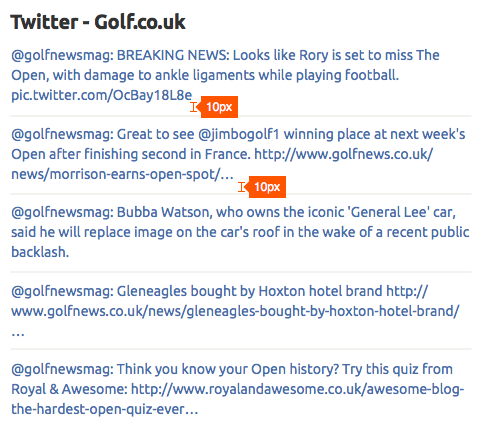 Twitter - Golf.co.uk
@golfnewsmag: BREAKING NEWS: Looks like Rory is set to miss The
Open, with damage to ankle ligaments while playing football.
pic.twitter.com/OcBay18L8e
10px
@golfnewsmag: Great to see @jimbogolf1 winning place at next week's
Open after finishing second in France. http://www.golfnews.co.uk/
news/morrison-earns-open-spot/…
10px
@golfnewsmag: Bubba Watson, who owns the iconic 'General Lee' car,
said he will replace image on the car's roof in the wake of a recent public
backlash.
@golfnewsmag: Gleneagles bought by Hoxton hotel brand http://
www.golfnews.co.uk/news/gleneagles-bought-by-hoxton-hotel-brand/
…
@golfnewsmag: Think you know your Open history? Try this quiz from
Royal & Awesome: http://www.royalandawesome.co.uk/awesome-blog-
the-hardest-open-quiz-ever…